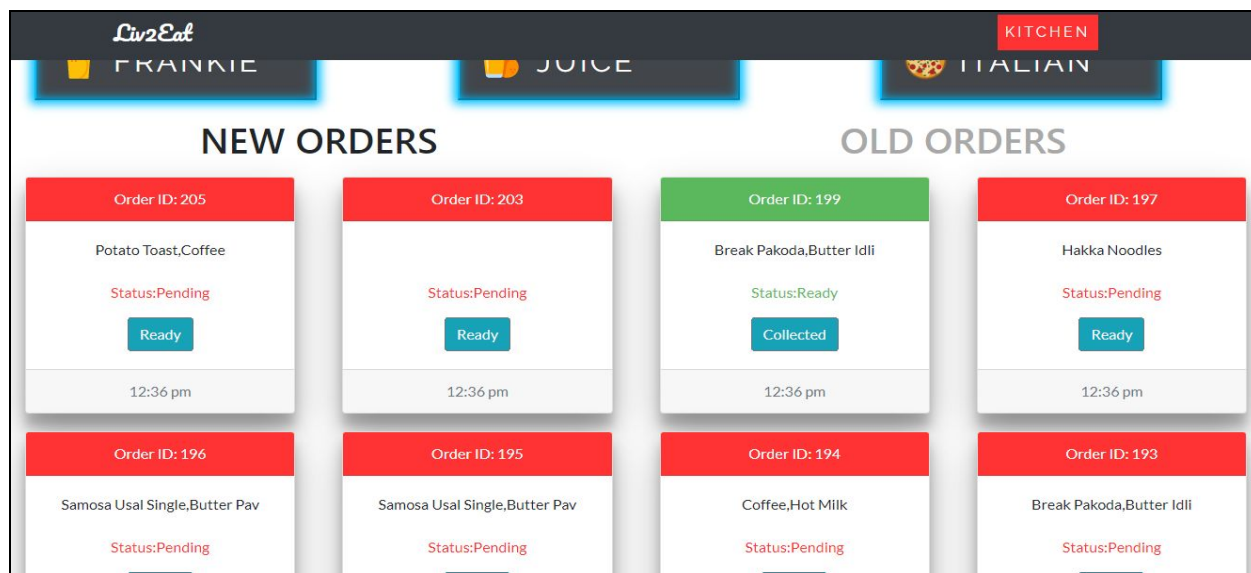 Liv2Eat
KITCHEN
FRANKIE
JUICE
ITALIAN
NEW ORDERS
OLD ORDERS
Order ID: 205
Potato Toast,Coffee
Status:Pending
Ready
12:36 pm
Order ID: 203
Status:Pending
Ready
12:36 pm
Order ID: 199
Break Pakoda,Butter Idli
Status:Ready
Collected
12:36 pm
Order ID: 197
Hakka Noodles
Status:Pending
Ready
12:36 pm
Order ID: 196
Samosa Usal Single,Butter Pav
Status:Pending
Order ID: 195
Samosa Usal Single,Butter Pav
Status:Pending
Order ID: 194
Coffee,Hot Milk
Status:Pending
Order ID: 193
Break Pakoda,Butter Idli
Status:Pending